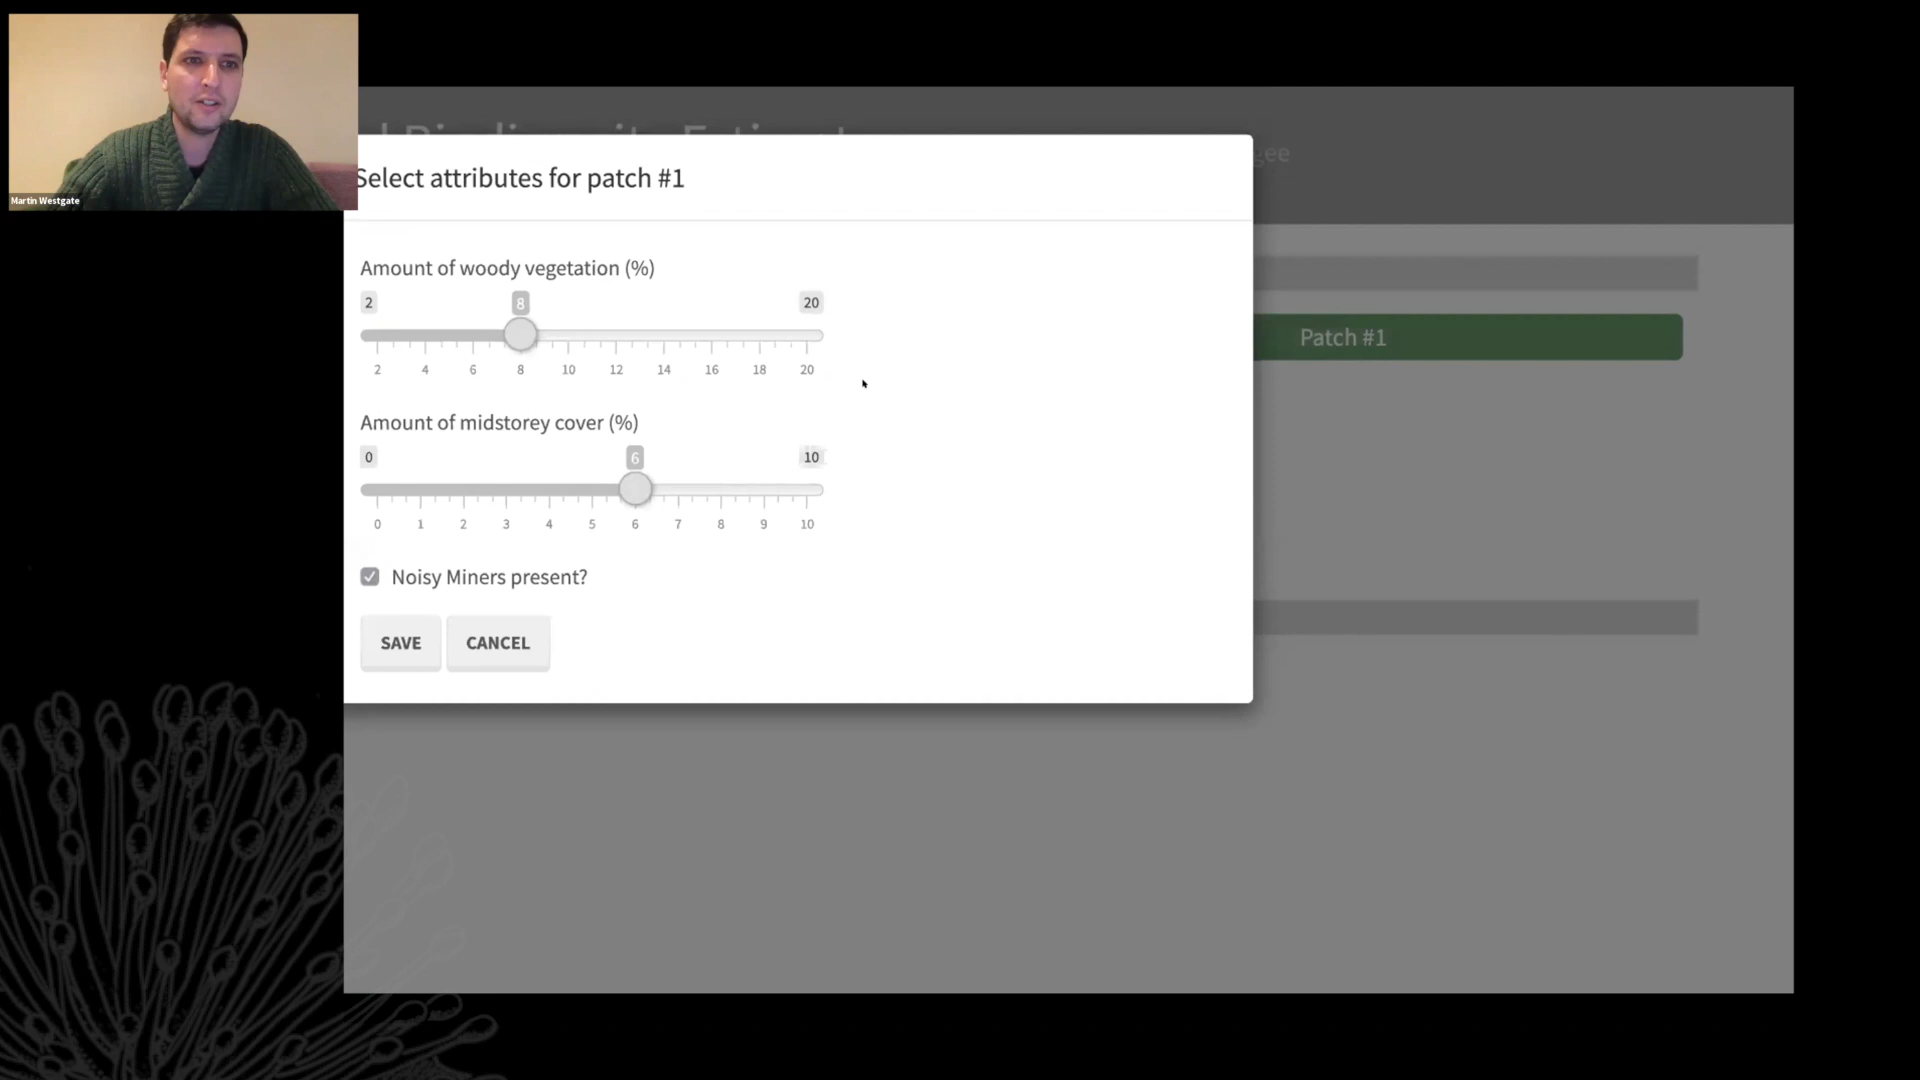 Martin Westgate
Select attributes for patch #1
Amount of woody vegetation (%)
2 8 20
2 4 6 8 10 12 14 16 18 20
Patch #1
Amount of midstorey cover (%)
0 6 10
0 1 2 3 4 5 6 7 8 9 10
Noisy Miners present?
SAVE CANCEL